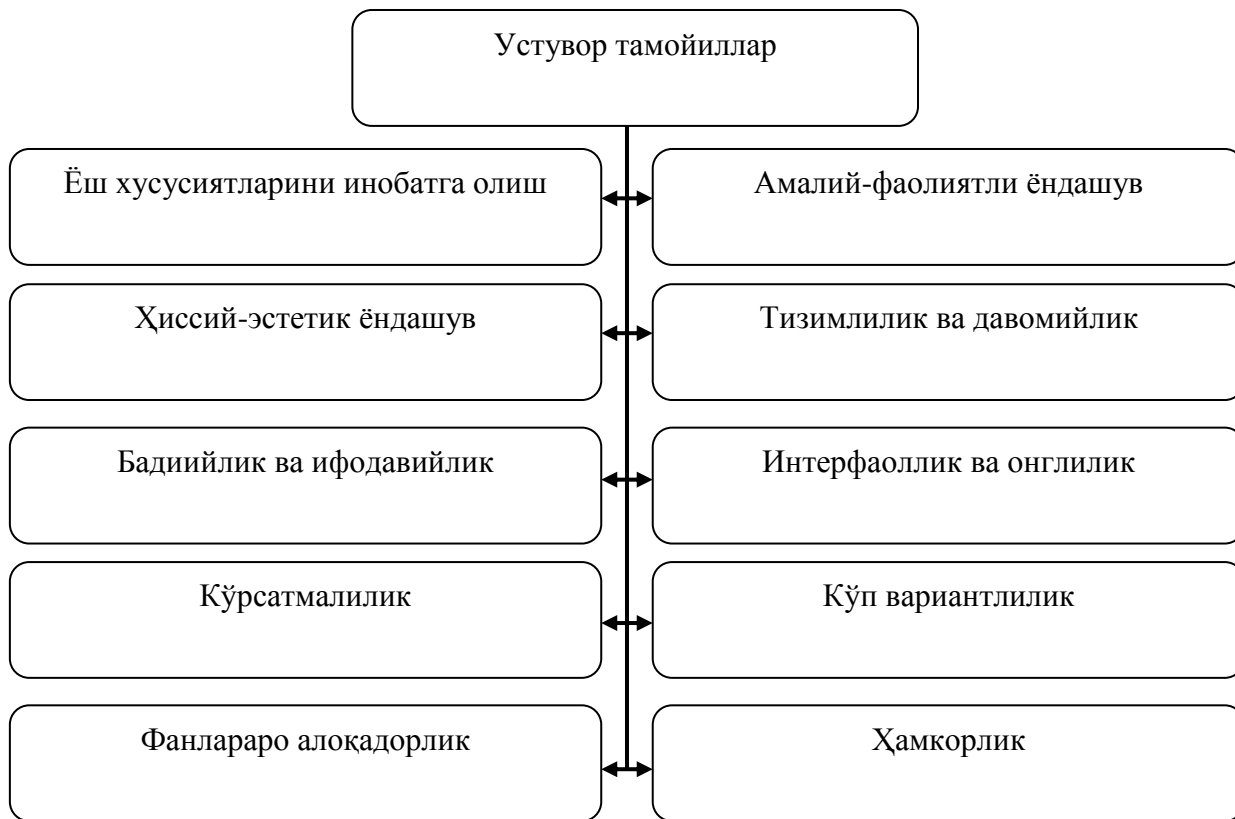 Устувор тамойиллар
Ёш хусусиятларини инобатга олиш
Амалий-фаолиятли ёндашув
Ҳиссий-эстетик ёндашув
Тизимлилик ва давомийлик
Бадиийлик ва ифодавийлик
Интерфаоллик ва онглилик
Кўрсатмалилик
Кўп вариантлилик
Фанлараро алоқадорлик
Ҳамкорлик